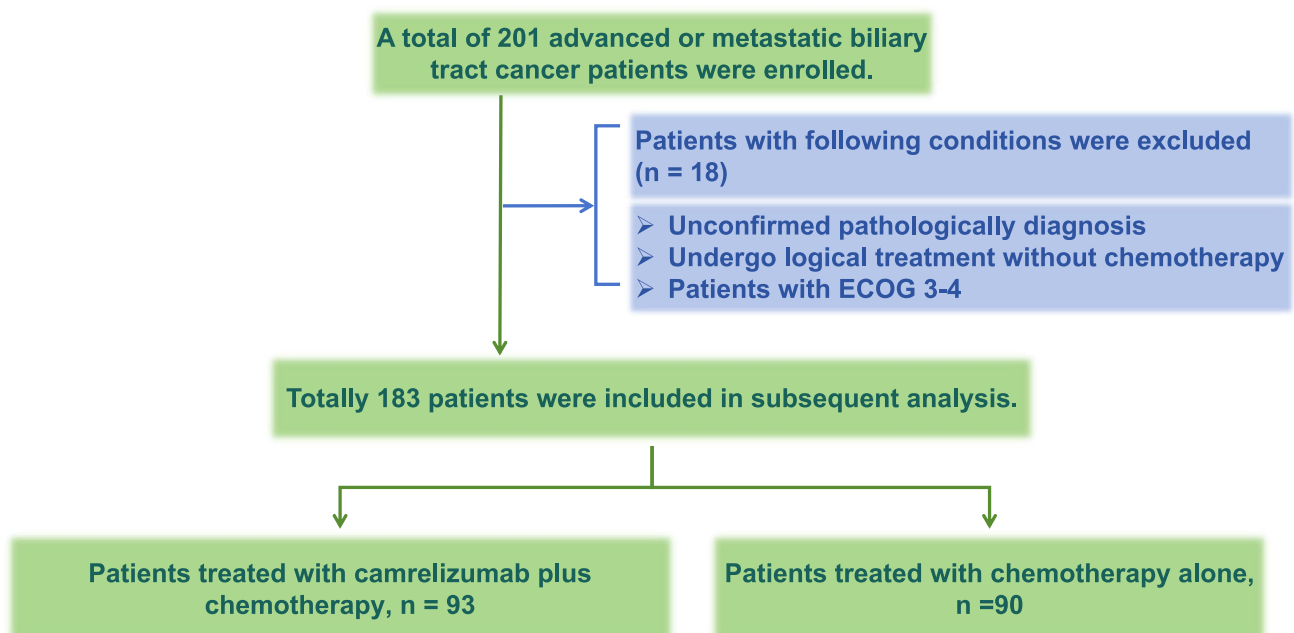 A total of 201 advanced or metastatic biliary
tract cancer patients were enrolled.
Patients with following conditions were excluded
(n = 18)
➢ Unconfirmed pathologically diagnosis
➢ Undergo logical treatment without chemotherapy
➢ Patients with ECOG 3-4
Totally 183 patients were included in subsequent analysis.
Patients treated with camrelizumab plus
chemotherapy, n = 93
Patients treated with chemotherapy alone,
n =90